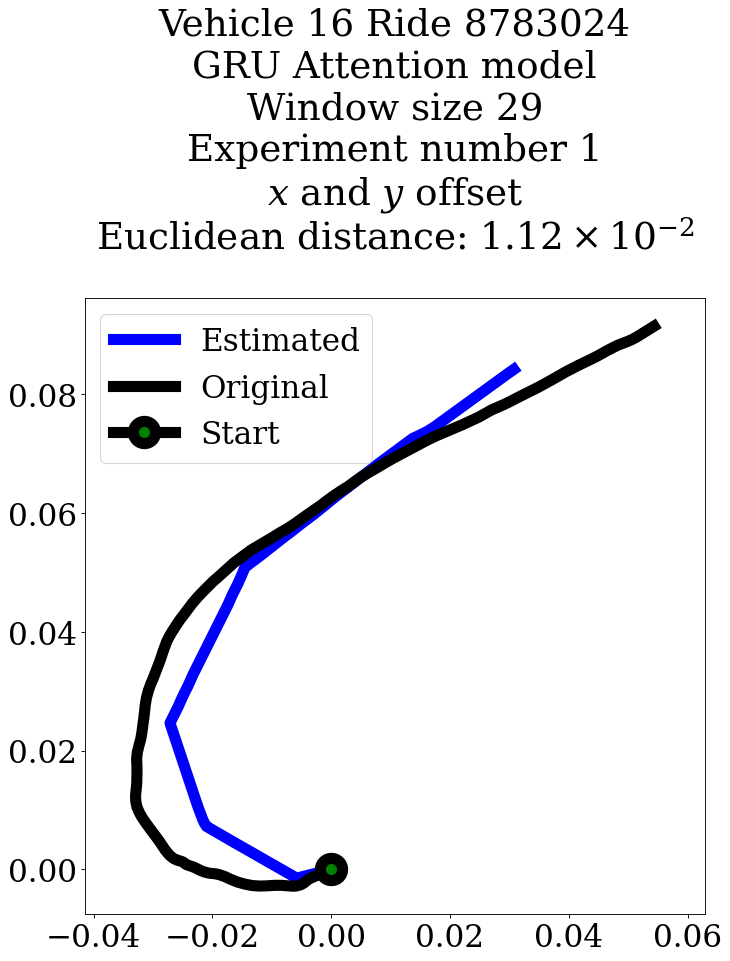 Vehicle 16 Ride 8783024
GRU Attention model
Window size 29
Experiment number 1
x and y offset
Euclidean distance: 1.12 × 10⁻²
Estimated
Original
Start
0.08
0.06
0.04
0.02
0.00
−0.04 −0.02 0.00 0.02 0.04 0.06